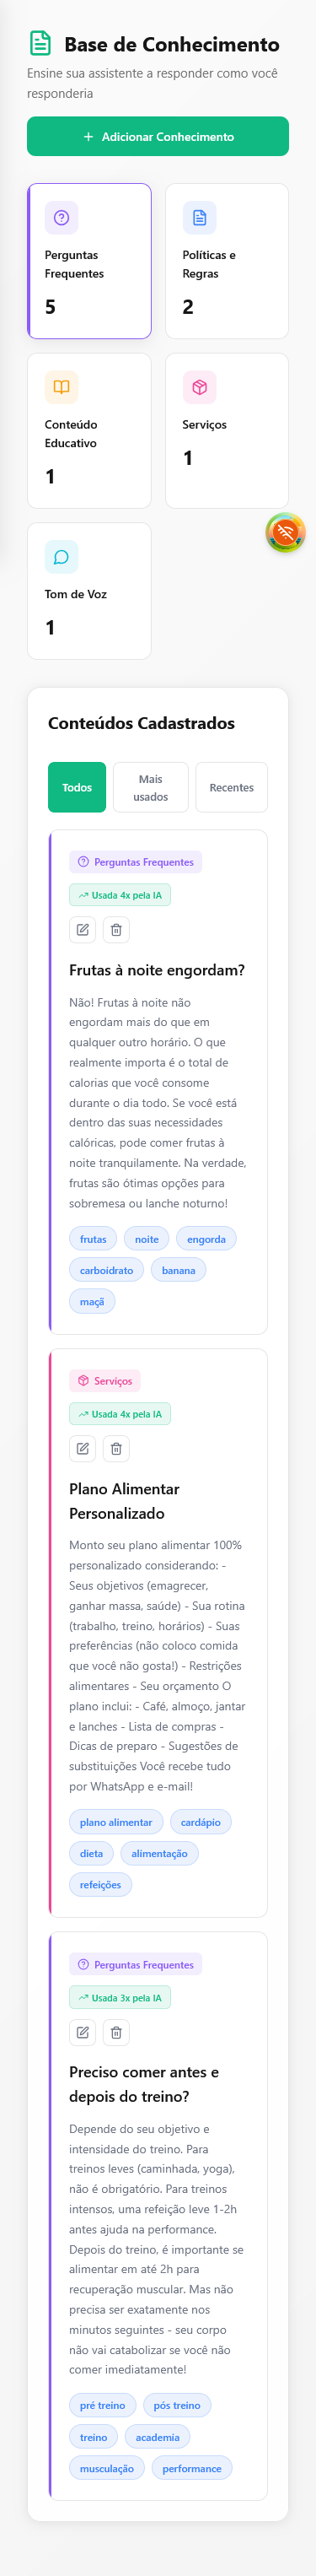 Base de Conhecimento
Ensine sua assistente a responder como você
responderia
Adicionar Conhecimento
Perguntas
Frequentes
5
Políticas e
Regras
2
Conteúdo
Educativo
1
Serviços
1
Tom de Voz
1
Conteúdos Cadastrados
Todos
Mais
usados
Recentes
Perguntas Frequentes
Usada 4x pela IA
Frutas à noite engordam?
Não! Frutas à noite não
engordam mais do que em
qualquer outro horário. O que
realmente importa é o total de
calorias que você consome
durante o dia todo. Se você está
dentro das suas necessidades
calóricas, pode comer frutas à
noite tranquilamente. Na verdade,
frutas são ótimas opções para
sobremesa ou lanche noturno!
frutas
noite
engorda
carboidrato
banana
maçã
Serviços
Usada 4x pela IA
Plano Alimentar
Personalizado
Monto seu plano alimentar 100%
personalizado considerando: -
Seus objetivos (emagrecer,
ganhar massa, saúde) - Sua rotina
(trabalho, treino, horários) - Suas
preferências (não coloco comida
que você não gosta!) - Restrições
alimentares - Seu orçamento O
plano inclui: - Café, almoço, jantar
e lanches - Lista de compras -
Dicas de preparo - Sugestões de
substituições Você recebe tudo
por WhatsApp e e-mail!
plano alimentar
cardápio
dieta
alimentação
refeições
Perguntas Frequentes
Usada 3x pela IA
Preciso comer antes e
depois do treino?
Depende do seu objetivo e
intensidade do treino. Para
treinos leves (caminhada, yoga),
não é obrigatório. Para treinos
intensos, uma refeição leve 1-2h
antes ajuda na performance.
Depois do treino, é importante se
alimentar em até 2h para
recuperação muscular. Mas não
precisa ser exatamente nos
minutos seguintes - seu corpo
não vai catabolizar se você não
comer imediatamente!
pré treino
pós treino
treino
academia
musculação
performance